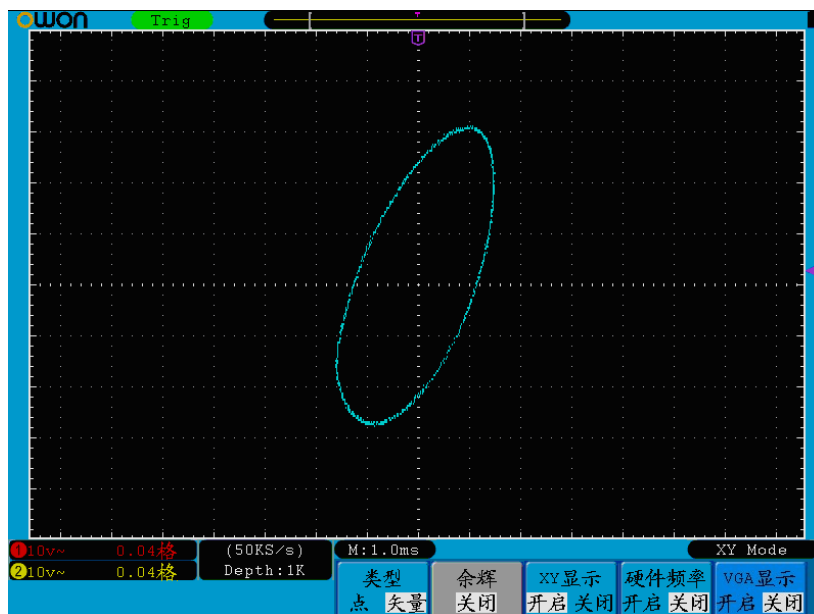 OWON Trig
T
1 10v~ 0.04格 (50KS/s) M:1.0ms XY Mode
2 10v~ 0.04格 Depth:1K
类型 余辉 XY显示 硬件频率 VGA显示
点 矢量 关闭 开启 关闭 开启 关闭 开启 关闭